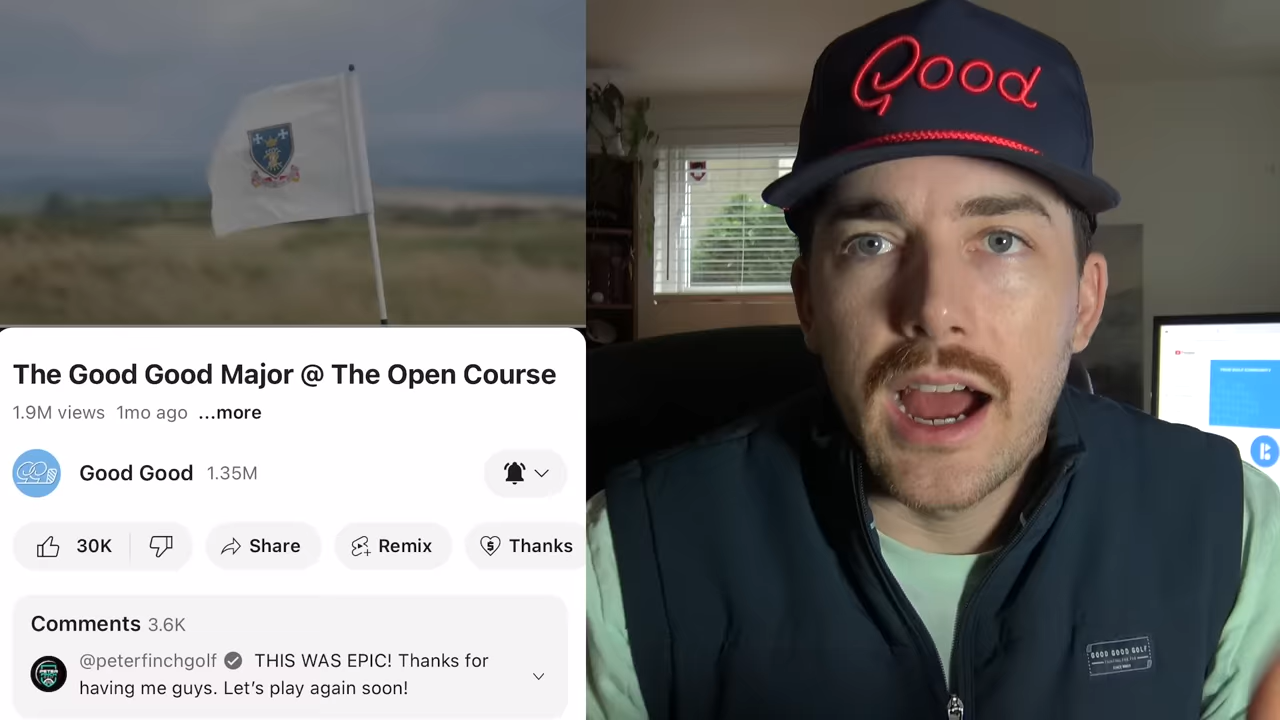 The Good Good Major @ The Open Course
1.9M views 1mo ago ...more
Good Good 1.35M
30K
Share
Remix
Thanks
Comments 3.6K
@peterfinchgolf THIS WAS EPIC! Thanks for
having me guys. Let's play again soon!
Good
GOOD GOOD GOLF